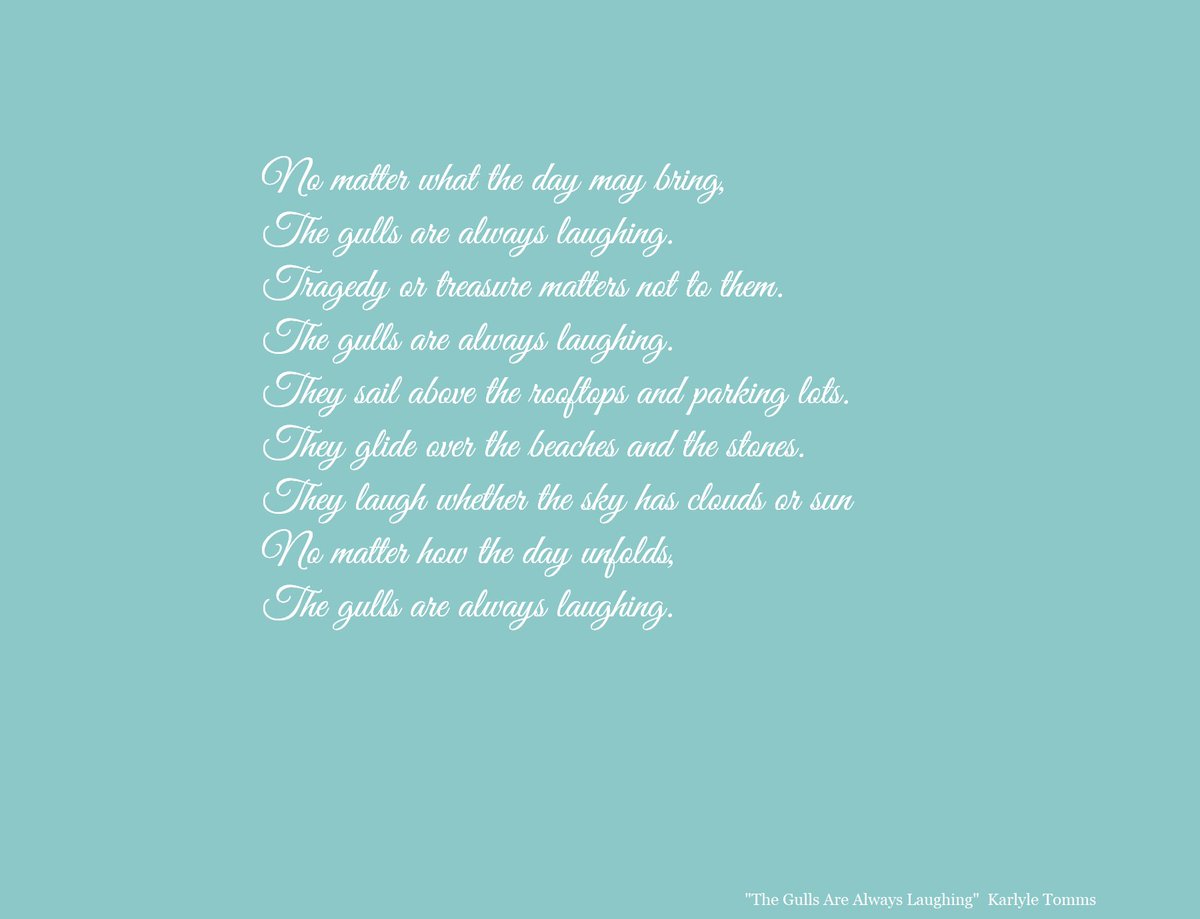 No matter what the day may bring,
The gulls are always laughing.
Tragedy or treasure matters not to them.
The gulls are always laughing.
They sail above the rooftops and parking lots.
They glide over the beaches and the stones.
They laugh whether the sky has clouds or sun
No matter how the day unfolds,
The gulls are always laughing.
"The Gulls Are Always Laughing"  Karlyle Tomms